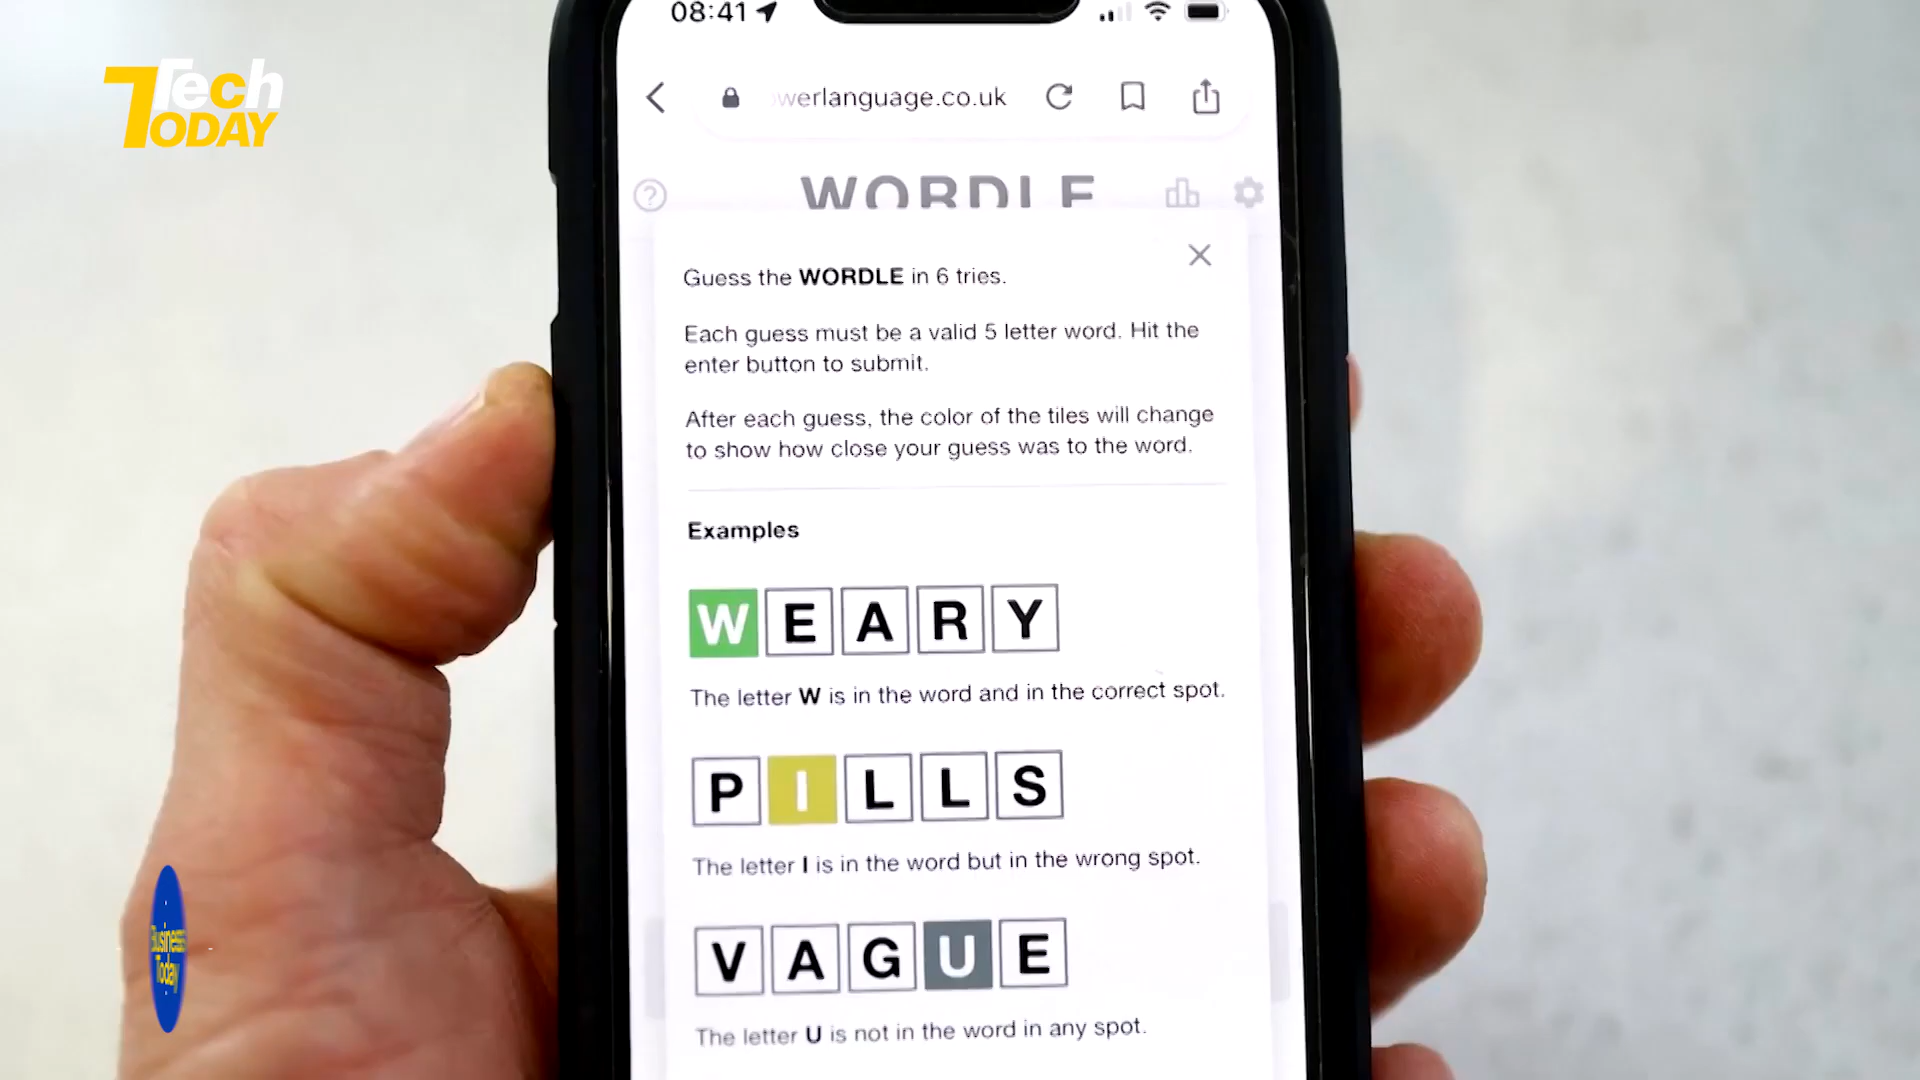 08:41
Tech
TODAY
werlanguage.co.uk
WORDLE
Guess the WORDLE in 6 tries.
Each guess must be a valid 5 letter word. Hit the
enter button to submit.
After each guess, the color of the tiles will change
to show how close your guess was to the word.
Examples
WEARY
The letter W is in the word and in the correct spot.
PILLS
The letter I is in the word but in the wrong spot.
VAGUE
The letter U is not in the word in any spot.
Business
Today